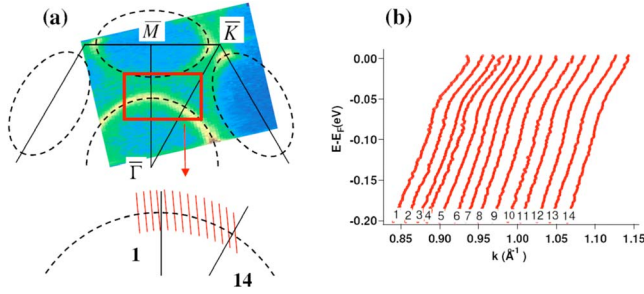 (a)
M̅
K̅
Γ̅
1
14
(b)
E-E_F(eV)
0.00
-0.05
-0.10
-0.15
-0.20
1 2 3 4 5 6 7 8 9 10 11 12 13 14
0.85 0.90 0.95 1.00 1.05 1.10 1.15
k (Å⁻¹)